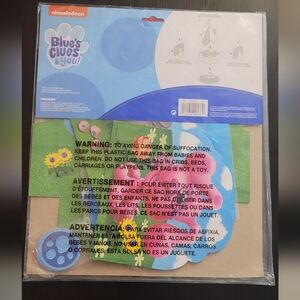 nickelodeon
Blue's
Clues
& YOU!
WARNING: TO AVOID DANGER OF SUFFOCATION,
KEEP THIS PLASTIC BAG AWAY FROM BABIES AND
CHILDREN. DO NOT USE THIS BAG IN CRIBS, BEDS,
CARRIAGES OR PLAYPENS. THIS BAG IS NOT A TOY.
AVERTISSEMENT : POUR ÉVITER TOUT RISQUE
D'ÉTOUFFEMENT, GARDER CE SAC HORS DE PORTÉE
DES BÉBÉS ET DES ENFANTS. NE PAS L'UTILISER DANS
LES BERCEAUX, LES LITS, LES POUSSETTES OU DANS
LES PARCS POUR BÉBÉS. CE SAC N'EST PAS UN JOUET.
ADVERTENCIA: PARA EVITAR RIESGOS DE ASFIXIA,
MANTENER ESTA BOLSA FUERA DEL ALCANCE DE LOS
BEBÉS Y NIÑOS. NO USAR EN CUNAS, CAMAS, CARROS
O CORRALES. ESTA BOLSA NO ES UN JUGUETE.